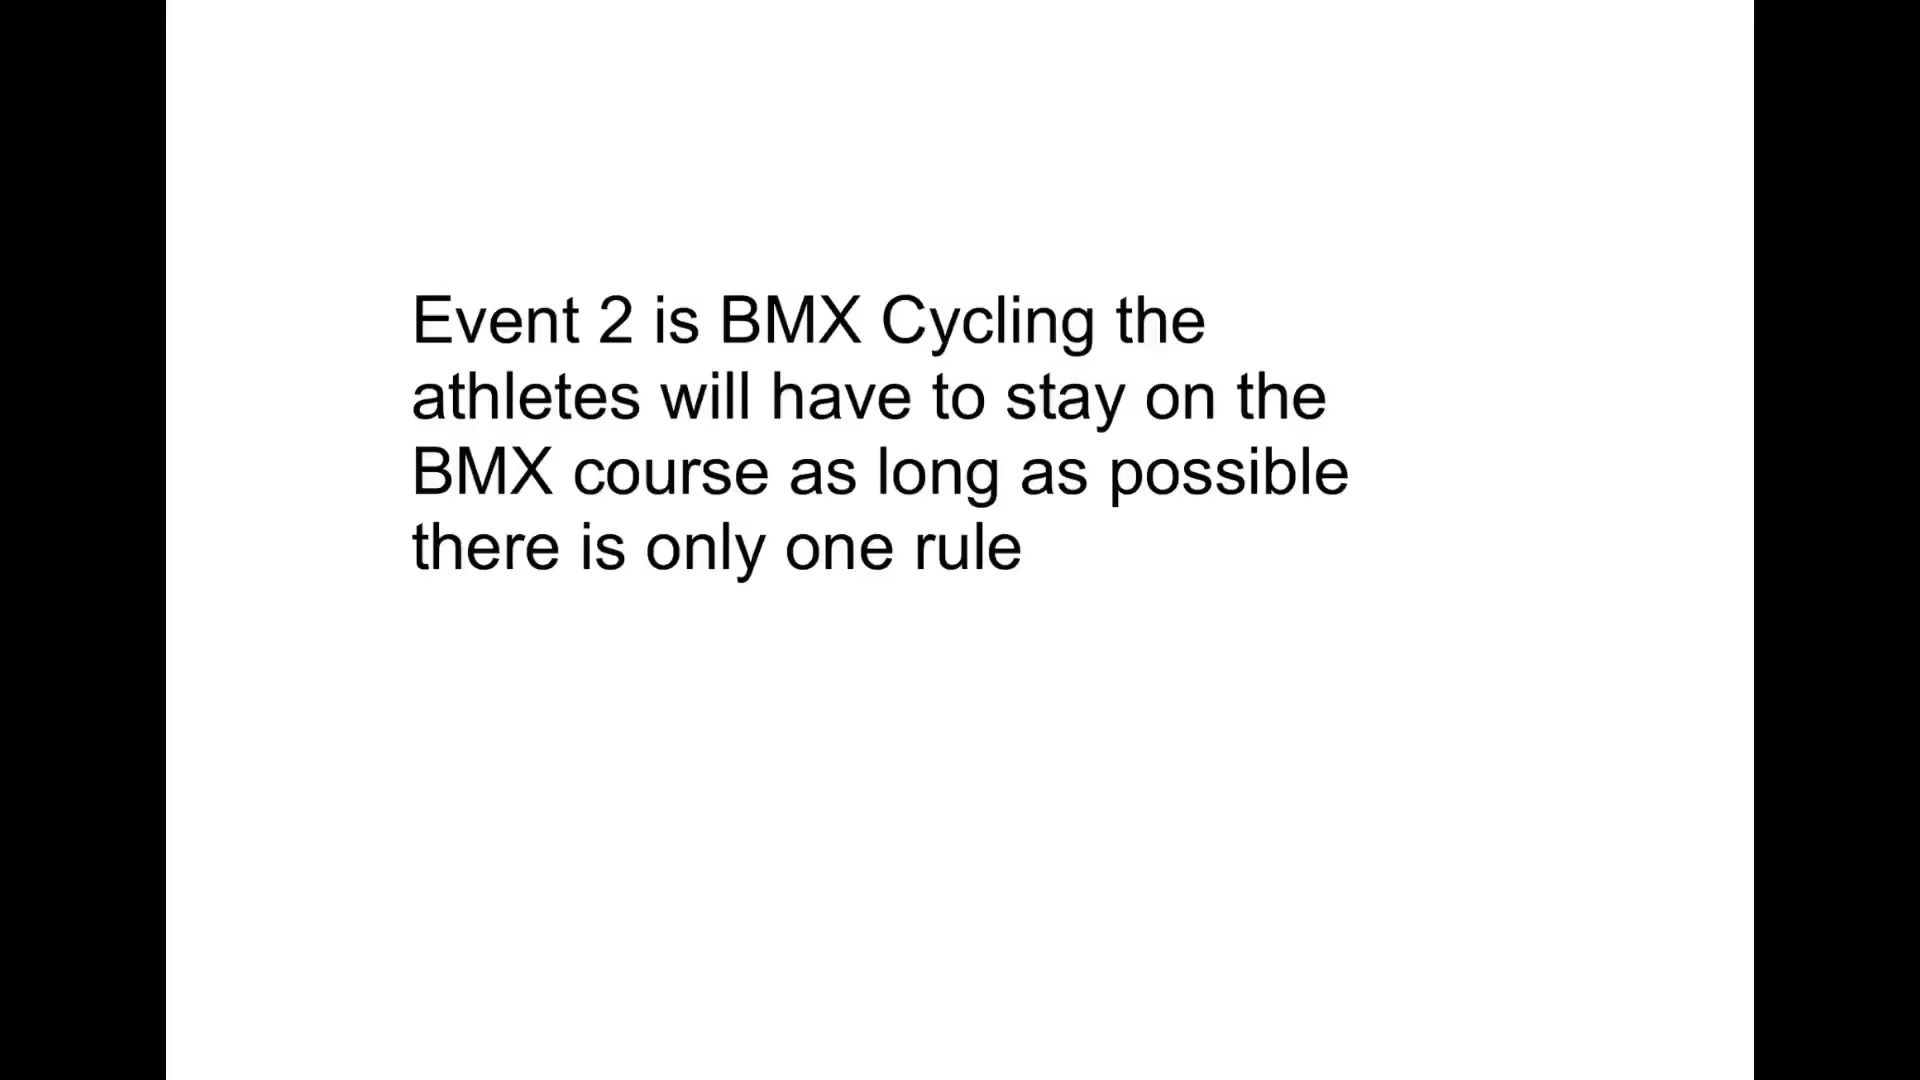 Event 2 is BMX Cycling the
athletes will have to stay on the
BMX course as long as possible
there is only one rule